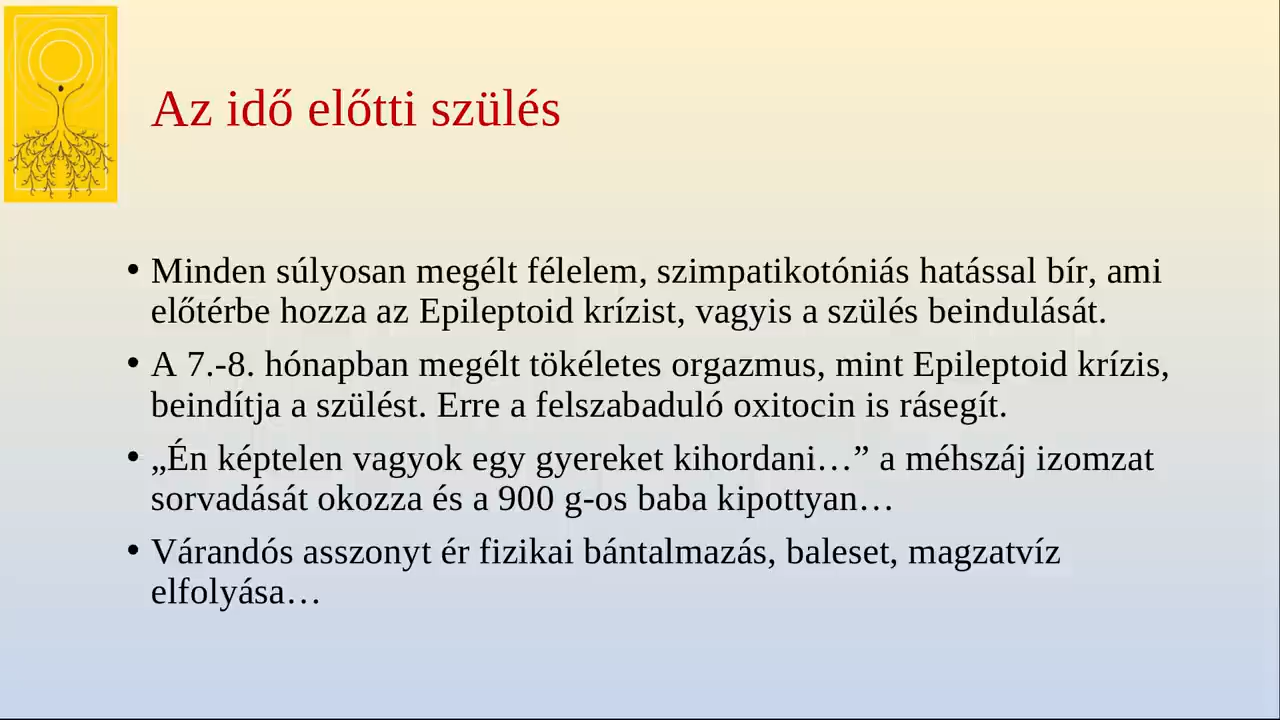 Az idő előtti szülés
• Minden súlyosan megélt félelem, szimpatikotóniás hatással bír, ami
előtérbe hozza az Epileptoid krízist, vagyis a szülés beindulását.
• A 7.-8. hónapban megélt tökéletes orgazmus, mint Epileptoid krízis,
beindítja a szülést. Erre a felszabaduló oxitocin is rásegít.
• „Én képtelen vagyok egy gyereket kihordani…” a méhszáj izomzat
sorvadását okozza és a 900 g-os baba kipottyan…
• Várandós asszonyt ér fizikai bántalmazás, baleset, magzatvíz
elfolyása…